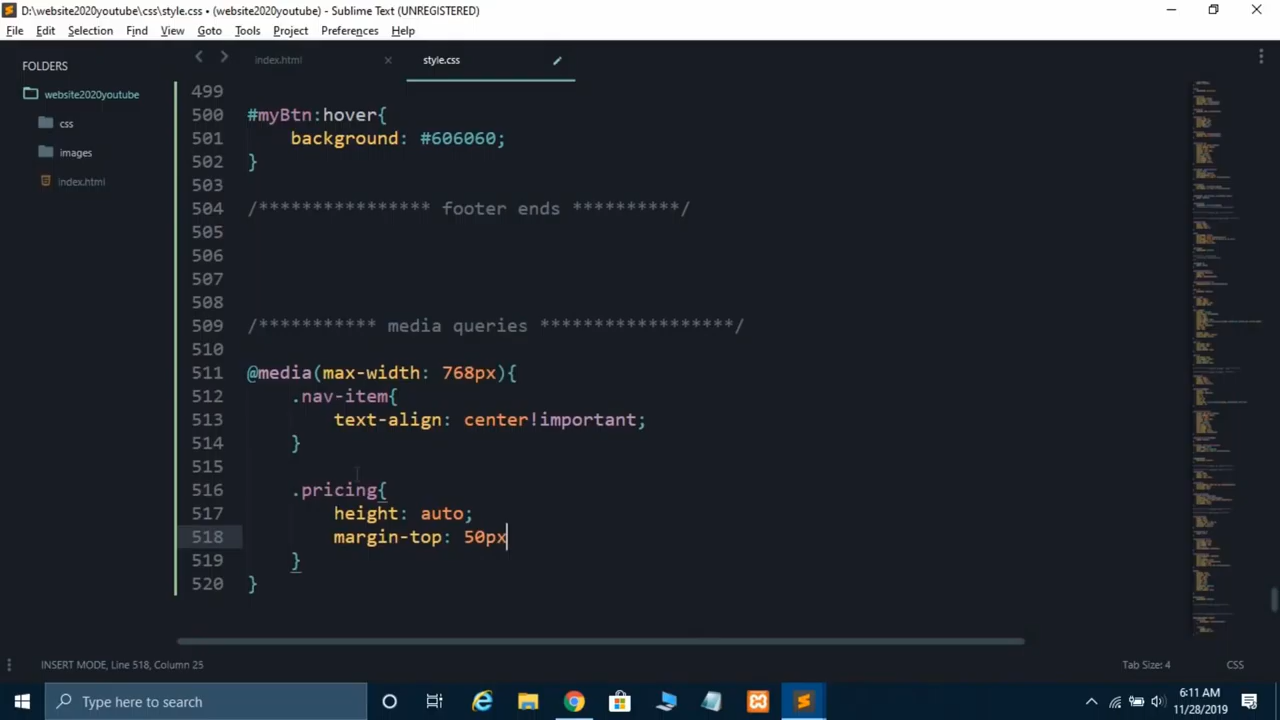 D:\website2020youtube\css\style.css • (website2020youtube) - Sublime Text (UNREGISTERED)
File Edit Selection Find View Goto Tools Project Preferences Help
FOLDERS
website2020youtube
css
images
index.html
index.html
style.css
499
500 #myBtn:hover{
501 background: #606060;
502 }
503
504 /**************** footer ends **********/
505
506
507
508
509 /*********** media queries ******************/
510
511 @media(max-width: 768px){
512 .nav-item{
513 text-align: center!important;
514 }
515
516 .pricing{
517 height: auto;
518 margin-top: 50px
519 }
520 }
INSERT MODE, Line 518, Column 25
Tab Size: 4
CSS
Type here to search
6:11 AM
11/28/2019